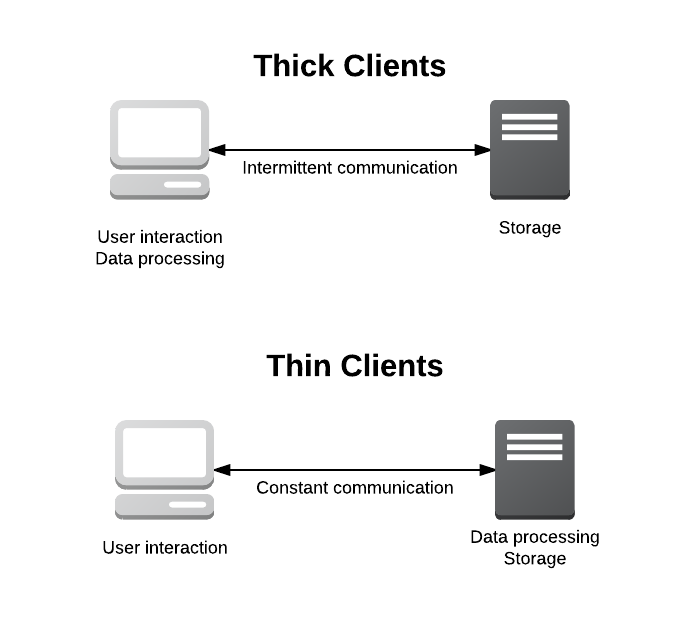 Thick Clients
Intermittent communication
User interaction
Data processing
Storage
Thin Clients
Constant communication
User interaction
Data processing
Storage